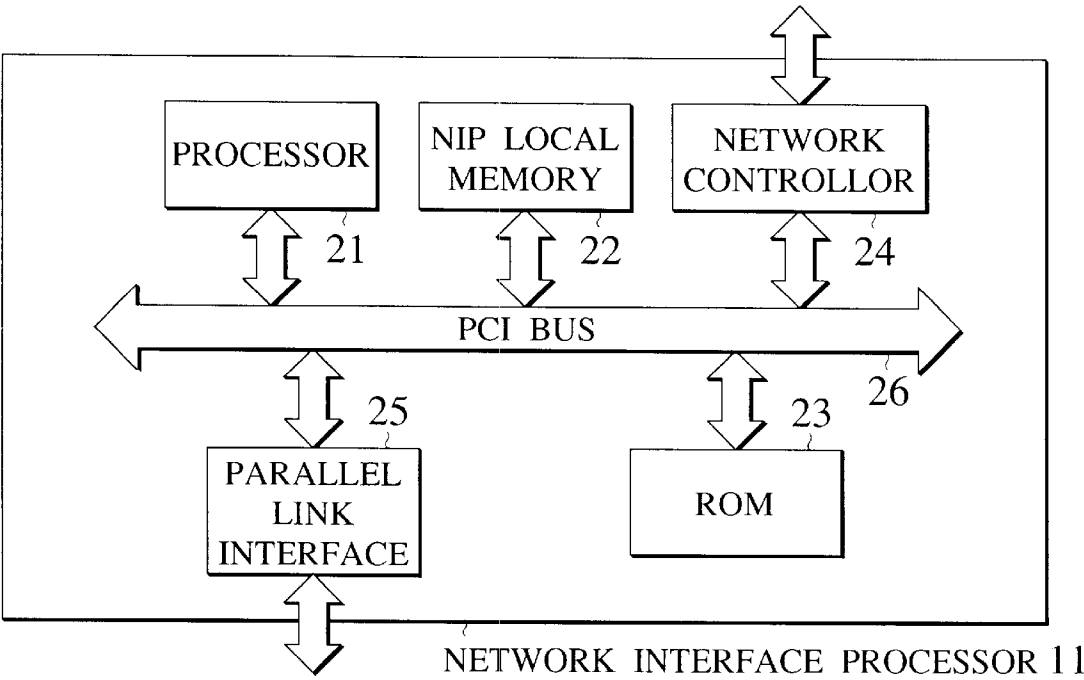 PROCESSOR
21
NIP LOCAL
MEMORY
22
NETWORK
CONTROLLOR
24
PCI BUS
26
25
PARALLEL
LINK
INTERFACE
23
ROM
NETWORK INTERFACE PROCESSOR 11